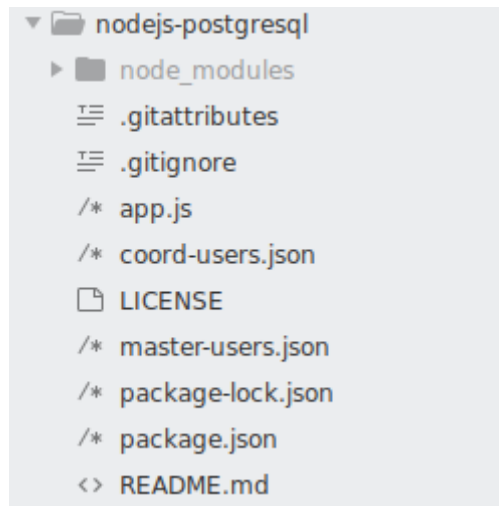 nodejs-postgresql
node_modules
.gitattributes
.gitignore
/* app.js
/* coord-users.json
LICENSE
/* master-users.json
/* package-lock.json
/* package.json
<> README.md